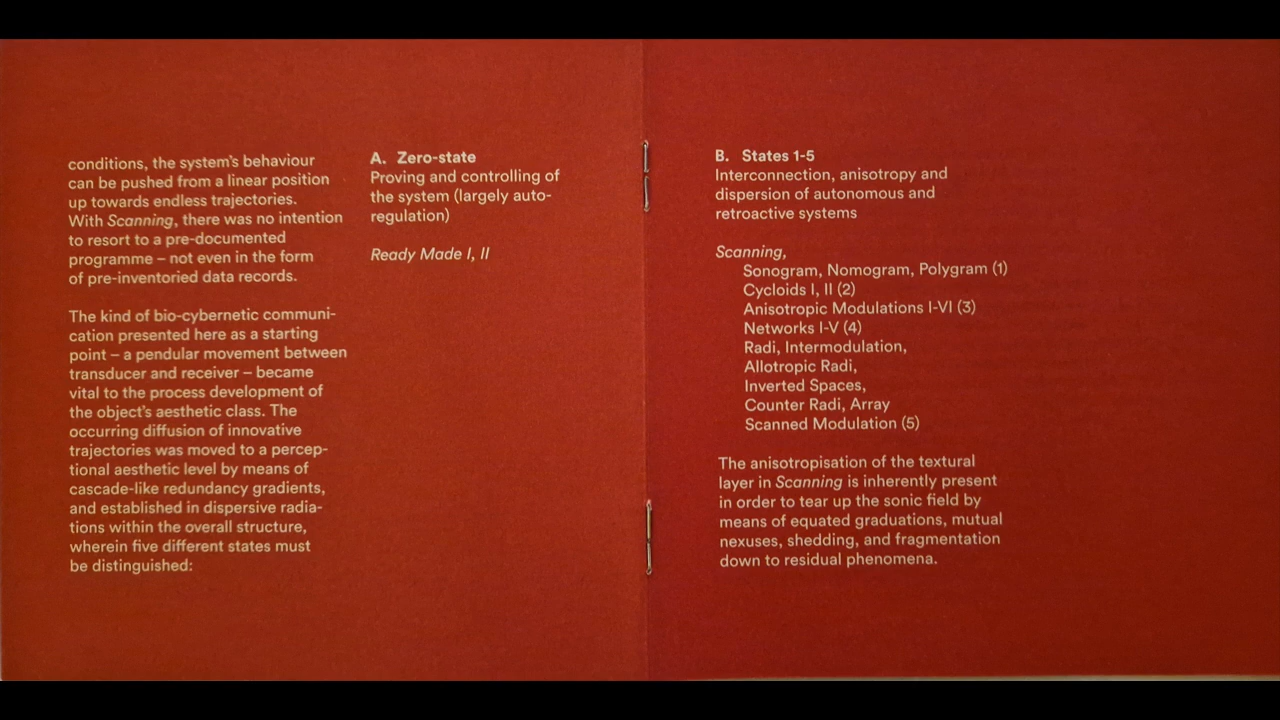 conditions, the system's behaviour
can be pushed from a linear position
up towards endless trajectories.
With Scanning, there was no intention
to resort to a pre-documented
programme – not even in the form
of pre-inventoried data records.
The kind of bio-cybernetic communi-
cation presented here as a starting
point – a pendular movement between
transducer and receiver – became
vital to the process development of
the object's aesthetic class. The
occurring diffusion of innovative
trajectories was moved to a percep-
tional aesthetic level by means of
cascade-like redundancy gradients,
and established in dispersive radia-
tions within the overall structure,
wherein five different states must
be distinguished:
A. Zero-state
Proving and controlling of
the system (largely auto-
regulation)
Ready Made I, II
B. States 1-5
Interconnection, anisotropy and
dispersion of autonomous and
retroactive systems
Scanning,
Sonogram, Nomogram, Polygram (1)
Cycloids I, II (2)
Anisotropic Modulations I-VI (3)
Networks I-V (4)
Radi, Intermodulation,
Allotropic Radi,
Inverted Spaces,
Counter Radi, Array
Scanned Modulation (5)
The anisotropisation of the textural
layer in Scanning is inherently present
in order to tear up the sonic field by
means of equated graduations, mutual
nexuses, shedding, and fragmentation
down to residual phenomena.